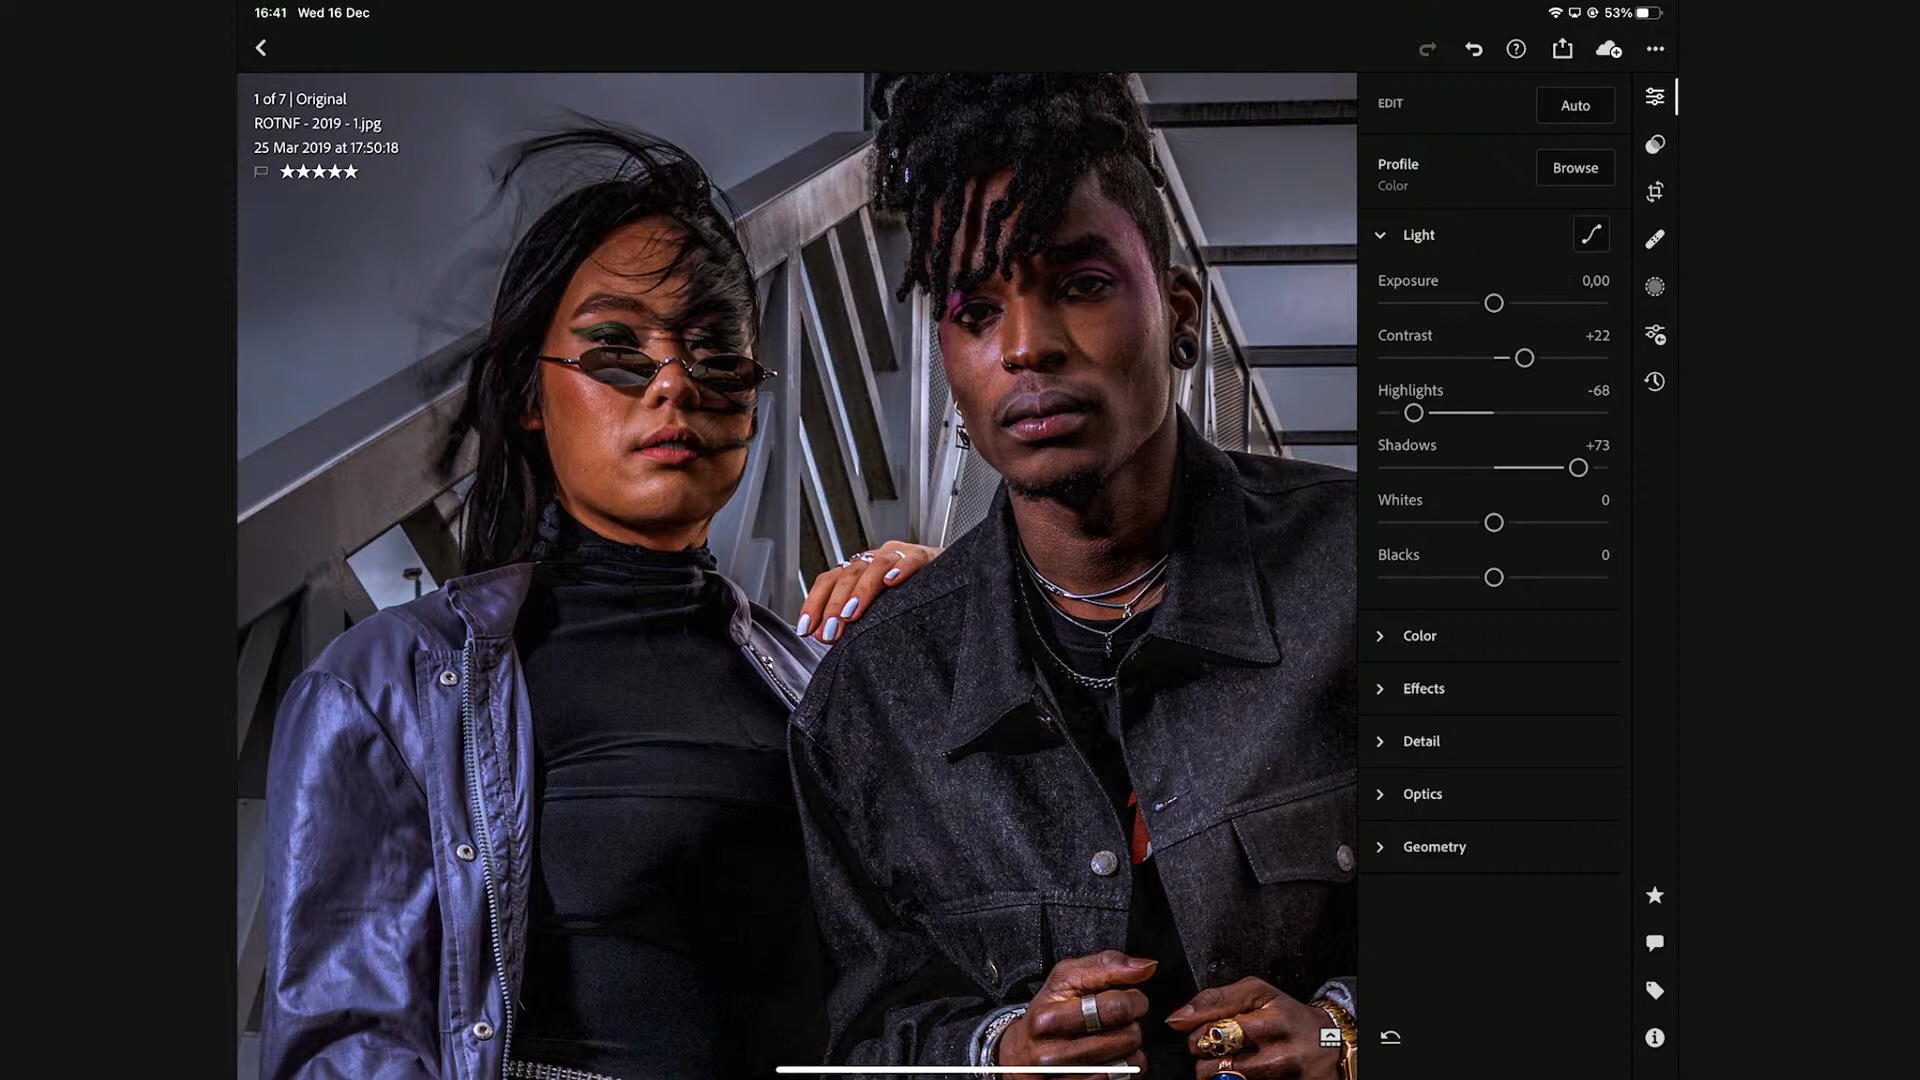 16:41 Wed 16 Dec
53%
1 of 7 | Original
ROTNF - 2019 - 1.jpg
25 Mar 2019 at 17:50:18
EDIT
Auto
Profile
Color
Browse
Light
Exposure 0,00
Contrast +22
Highlights -68
Shadows +73
Whites 0
Blacks 0
Color
Effects
Detail
Optics
Geometry